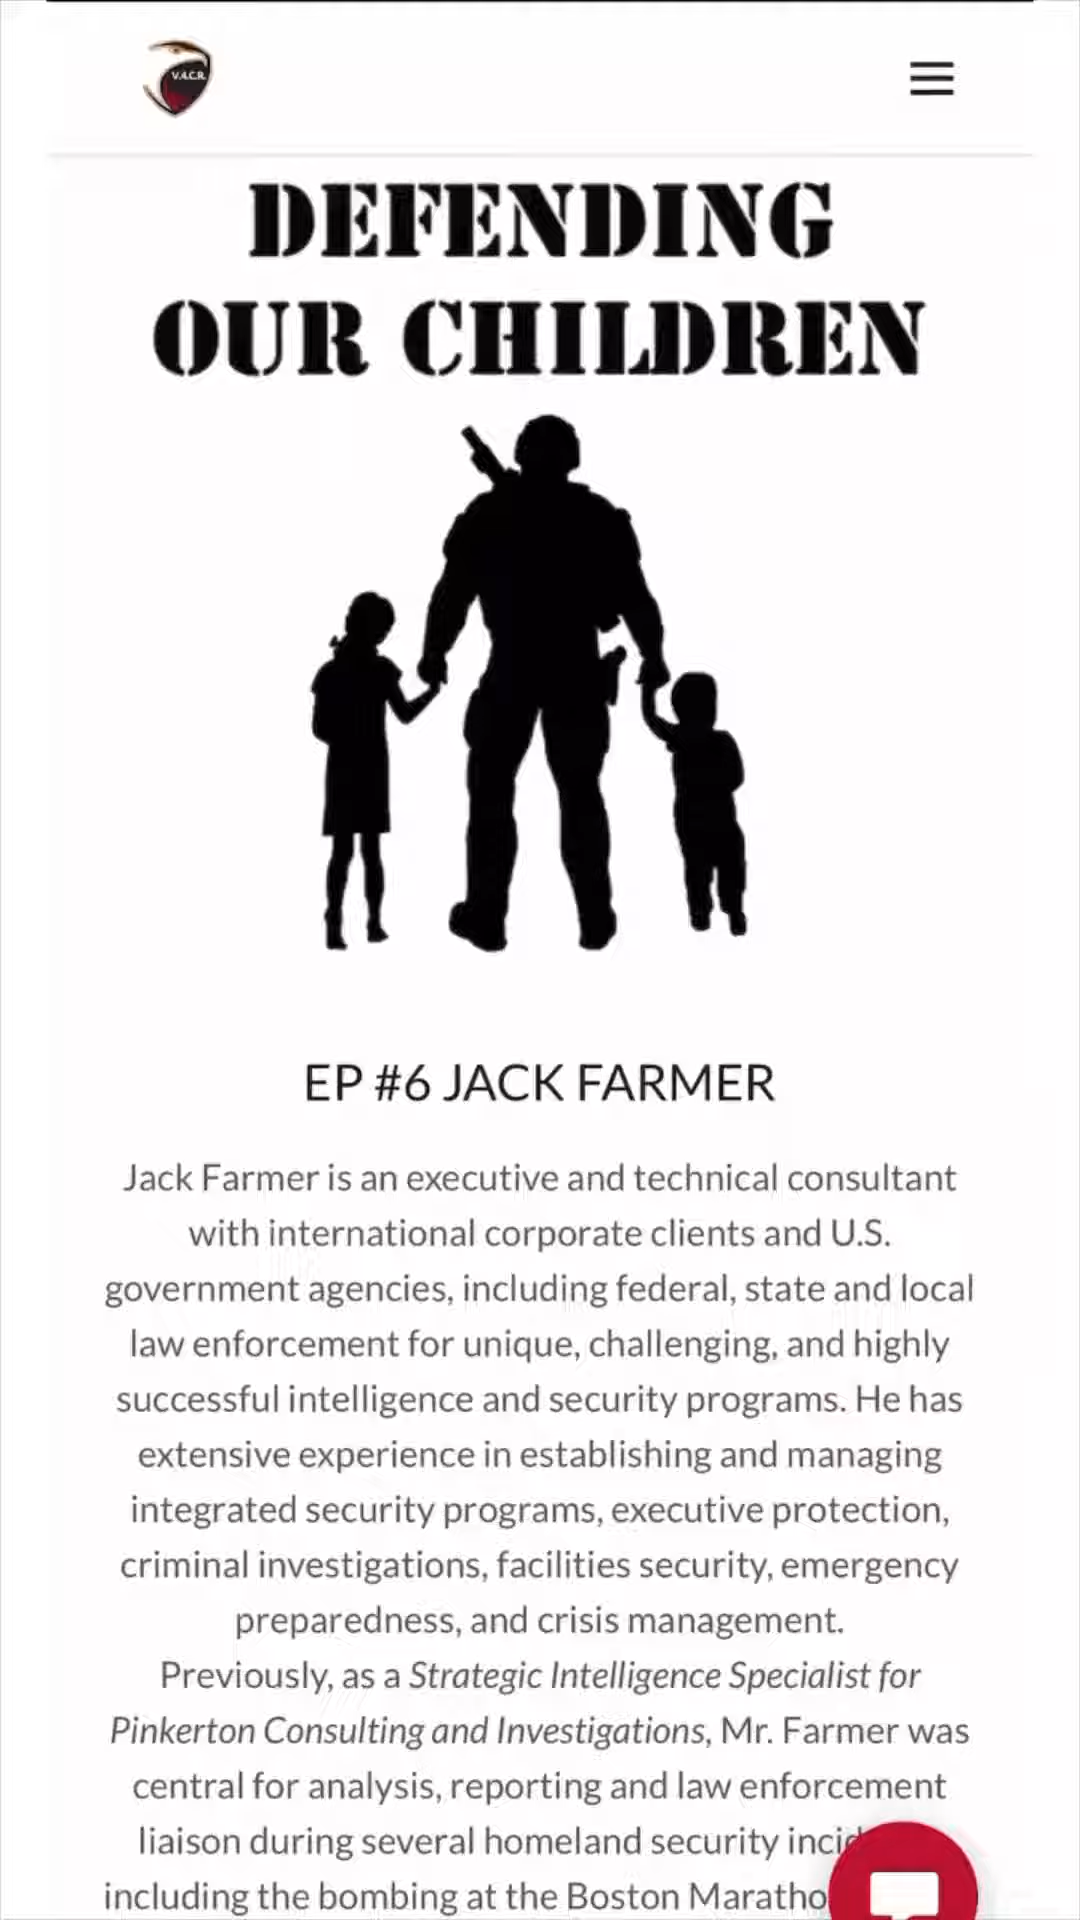 V.A.C.R.
DEFENDING
OUR CHILDREN
EP #6 JACK FARMER
Jack Farmer is an executive and technical consultant
with international corporate clients and U.S.
government agencies, including federal, state and local
law enforcement for unique, challenging, and highly
successful intelligence and security programs. He has
extensive experience in establishing and managing
integrated security programs, executive protection,
criminal investigations, facilities security, emergency
preparedness, and crisis management.
Previously, as a Strategic Intelligence Specialist for
Pinkerton Consulting and Investigations, Mr. Farmer was
central for analysis, reporting and law enforcement
liaison during several homeland security
including the bombing at the Boston